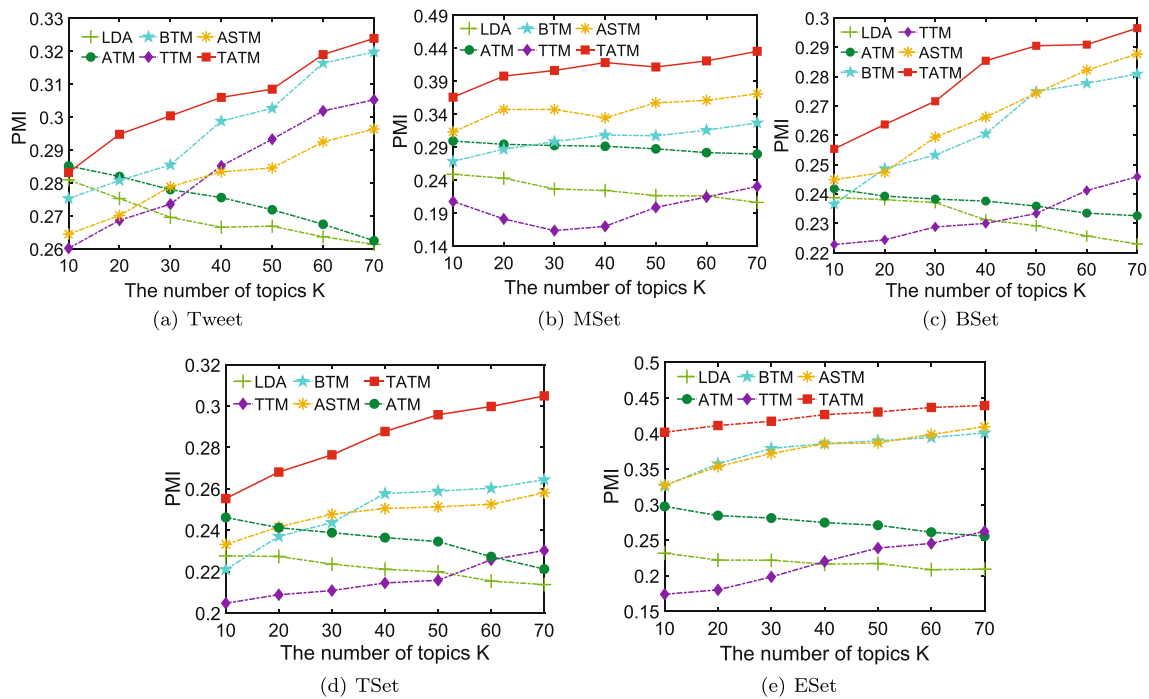 0.33
0.32
0.31
0.3
0.29
0.28
0.27
0.26
PMI
LDA BTM ASTM
ATM TTM TATM
10 20 30 40 50 60 70
The number of topics K
(a) Tweet
0.49
0.44
0.39
0.34
0.29
0.24
0.19
0.14
PMI
LDA BTM ASTM
ATM TTM TATM
10 20 30 40 50 60 70
The number of topics K
(b) MSet
0.3
0.29
0.28
0.27
0.26
0.25
0.24
0.23
0.22
PMI
LDA TTM
ATM ASTM
BTM TATM
10 20 30 40 50 60 70
The number of topics K
(c) BSet
0.32
0.3
0.28
0.26
0.24
0.22
0.2
PMI
LDA BTM TATM
TTM ASTM ATM
10 20 30 40 50 60 70
The number of topics K
(d) TSet
0.5
0.45
0.4
0.35
0.3
0.25
0.2
0.15
PMI
LDA BTM ASTM
ATM TTM TATM
10 20 30 40 50 60 70
The number of topics K
(e) ESet